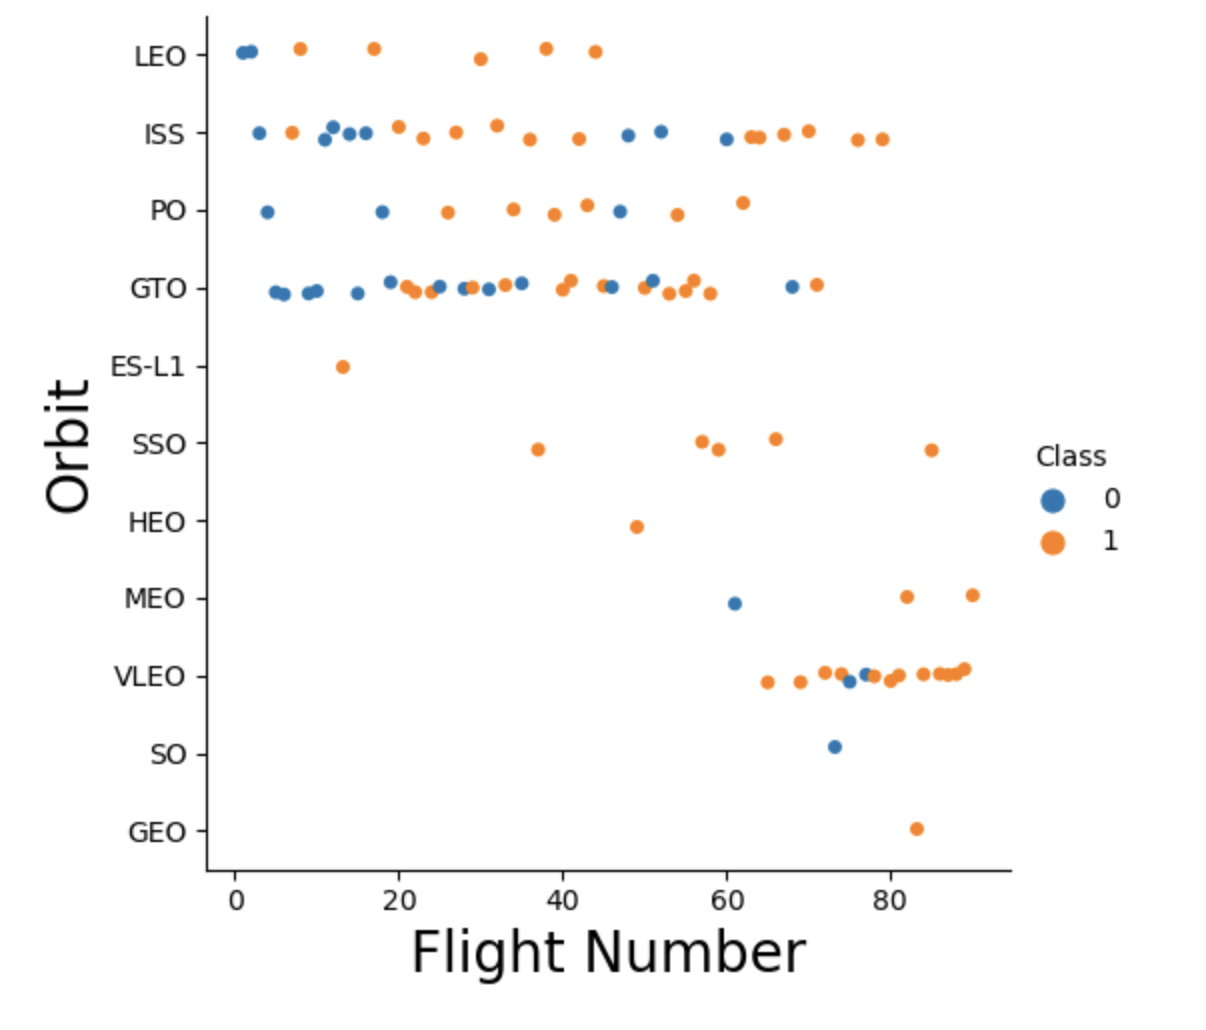 LEO
ISS
PO
GTO
ES-L1
SSO
HEO
MEO
VLEO
SO
GEO
Orbit
0 20 40 60 80
Flight Number
Class
0
1